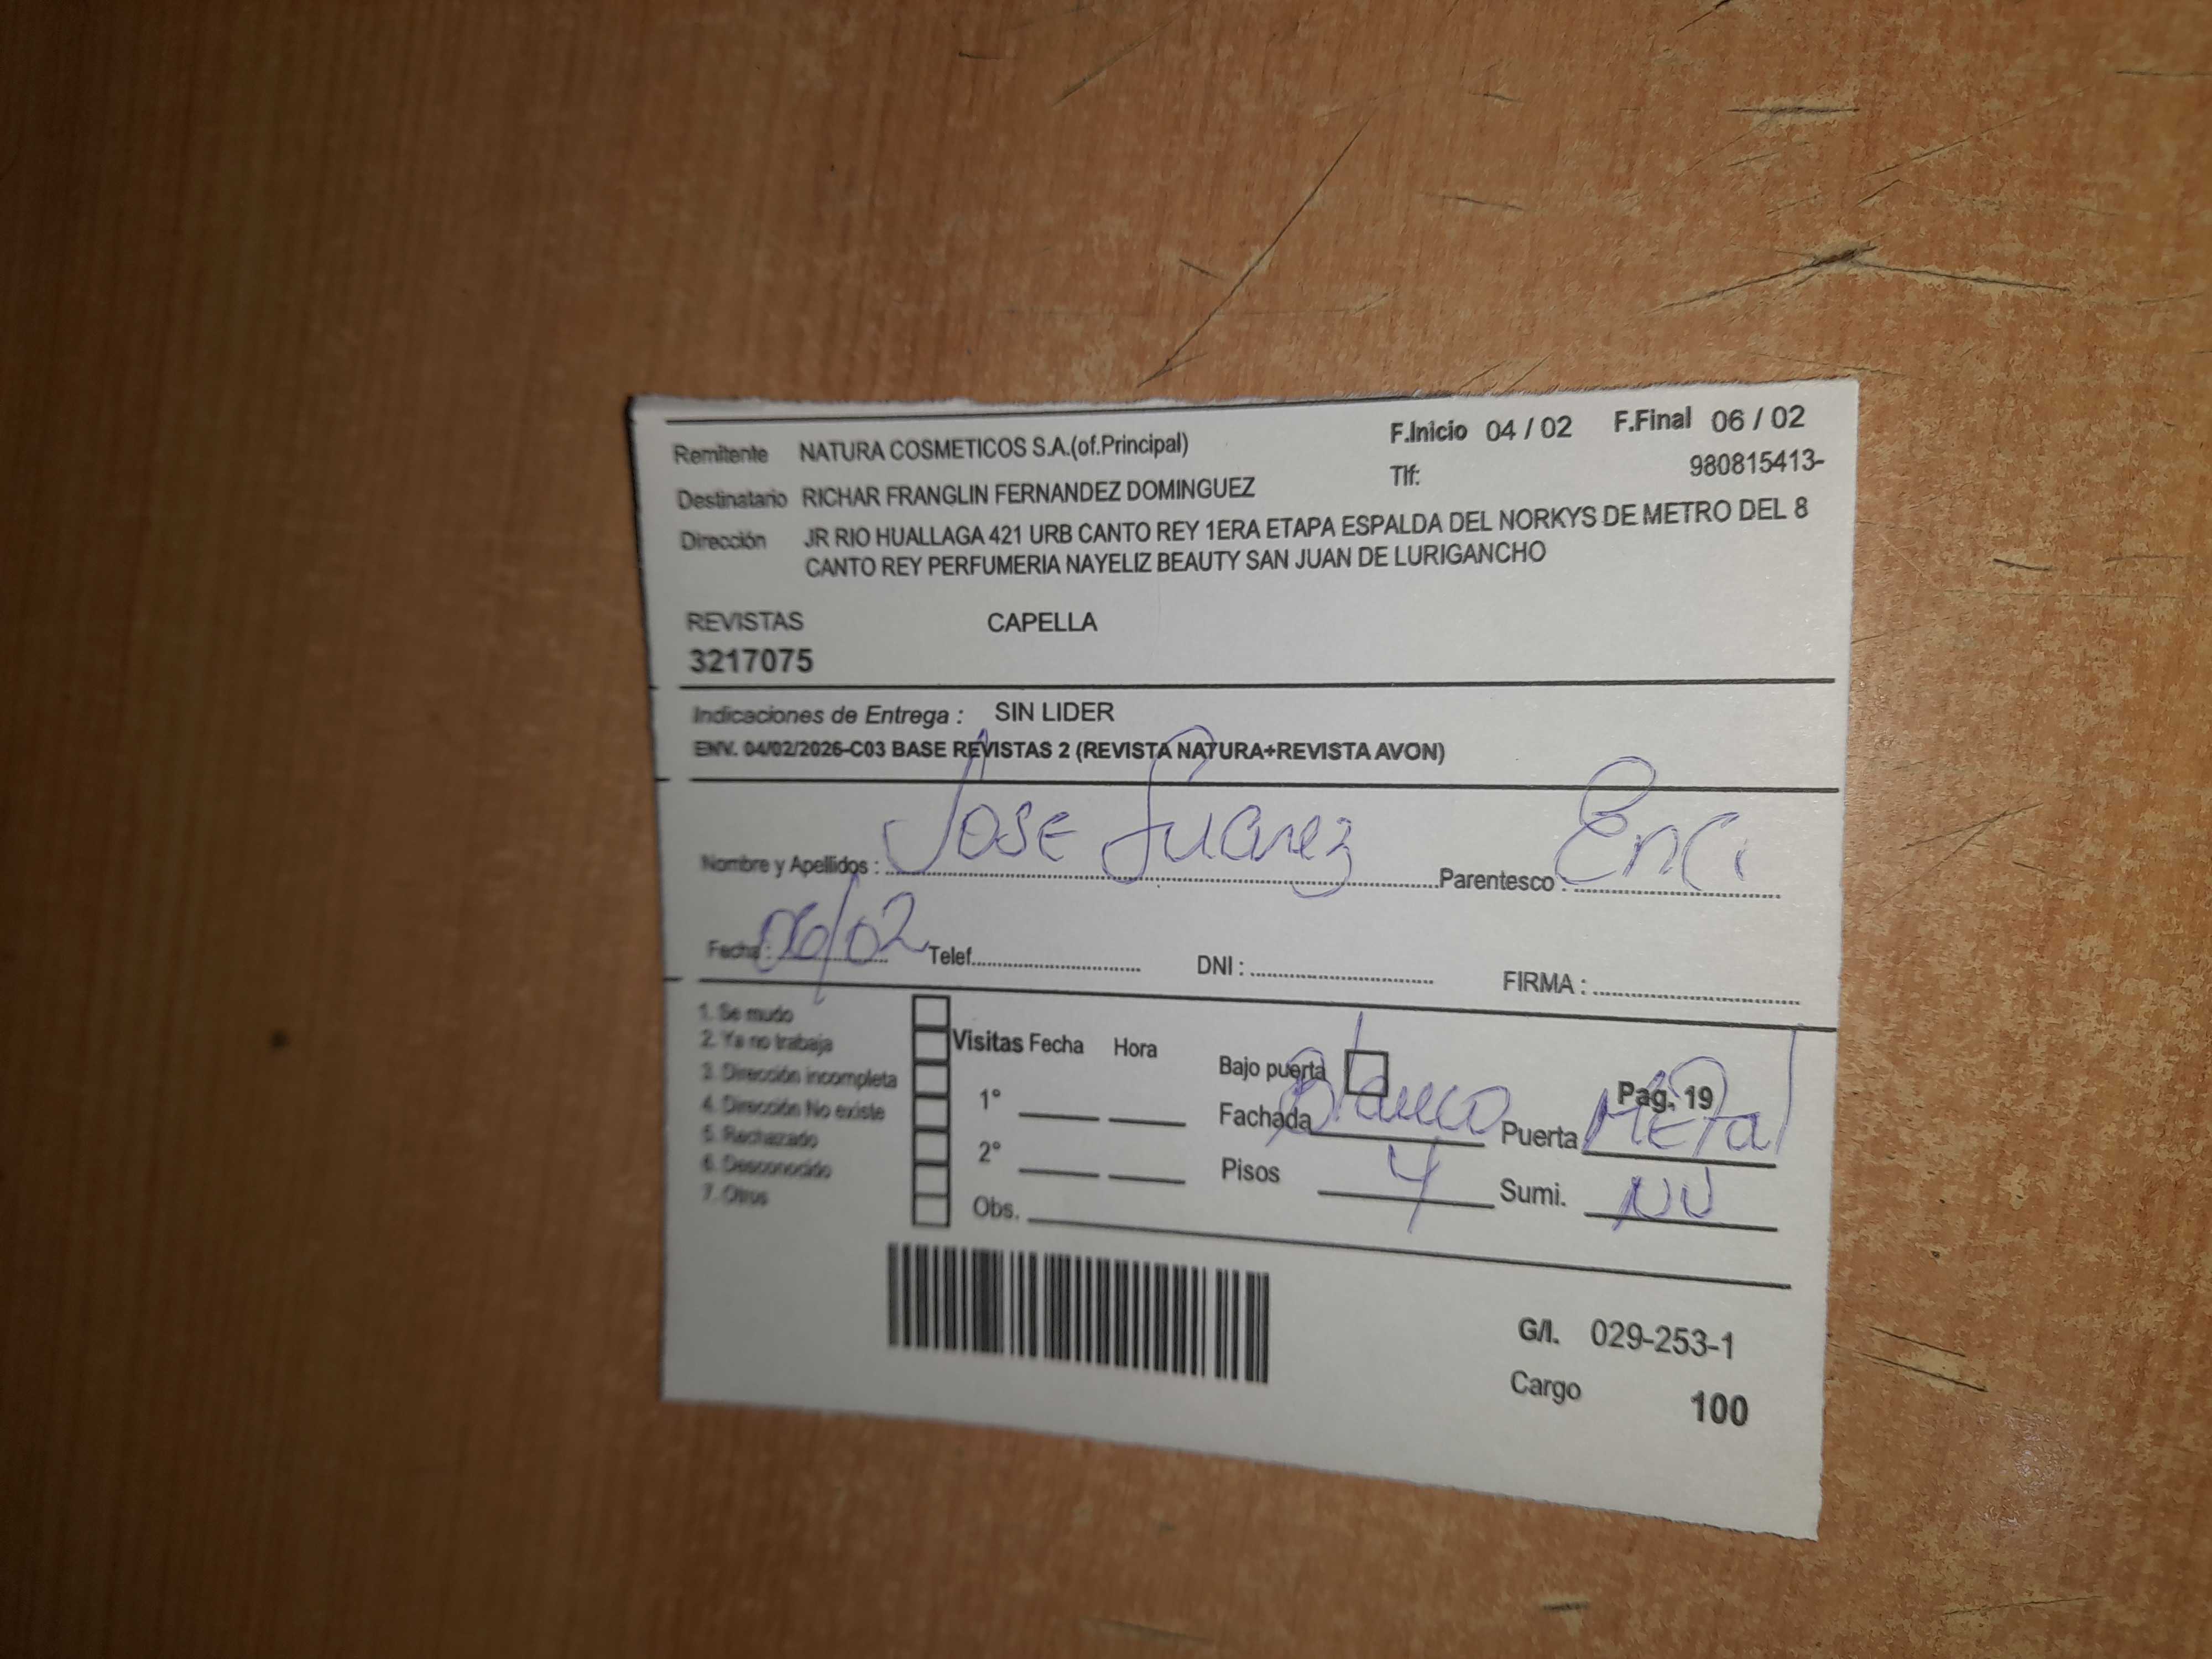 Remitente NATURA COSMETICOS S.A.(of.Principal) F.Inicio 04 / 02 F.Final 06 / 02
Destinatario RICHAR FRANGLIN FERNANDEZ DOMINGUEZ Tlf: 980815413-
Dirección JR RIO HUALLAGA 421 URB CANTO REY 1ERA ETAPA ESPALDA DEL NORKYS DE METRO DEL 8
CANTO REY PERFUMERIA NAYELIZ BEAUTY SAN JUAN DE LURIGANCHO
REVISTAS CAPELLA
3217075
Indicaciones de Entrega : SIN LIDER
ENV. 04/02/2026-C03 BASE REVISTAS 2 (REVISTA NATURA+REVISTA AVON)
Nombre y Apellidos : Jose Suarez Parentesco : Enc.
Fecha : 06/02 Telef. DNI : FIRMA :
1. Se mudo
2. Ya no trabaja
3. Dirección incompleta
4. Dirección No existe
5. Rechazado
6. Desconocido
7. Otros
Visitas Fecha Hora
1°
2°
Obs.
Bajo puerta Pag. 19
Fachada Blanco Puerta Metal
Pisos 4 Sumi. NV
G/I. 029-253-1
Cargo 100